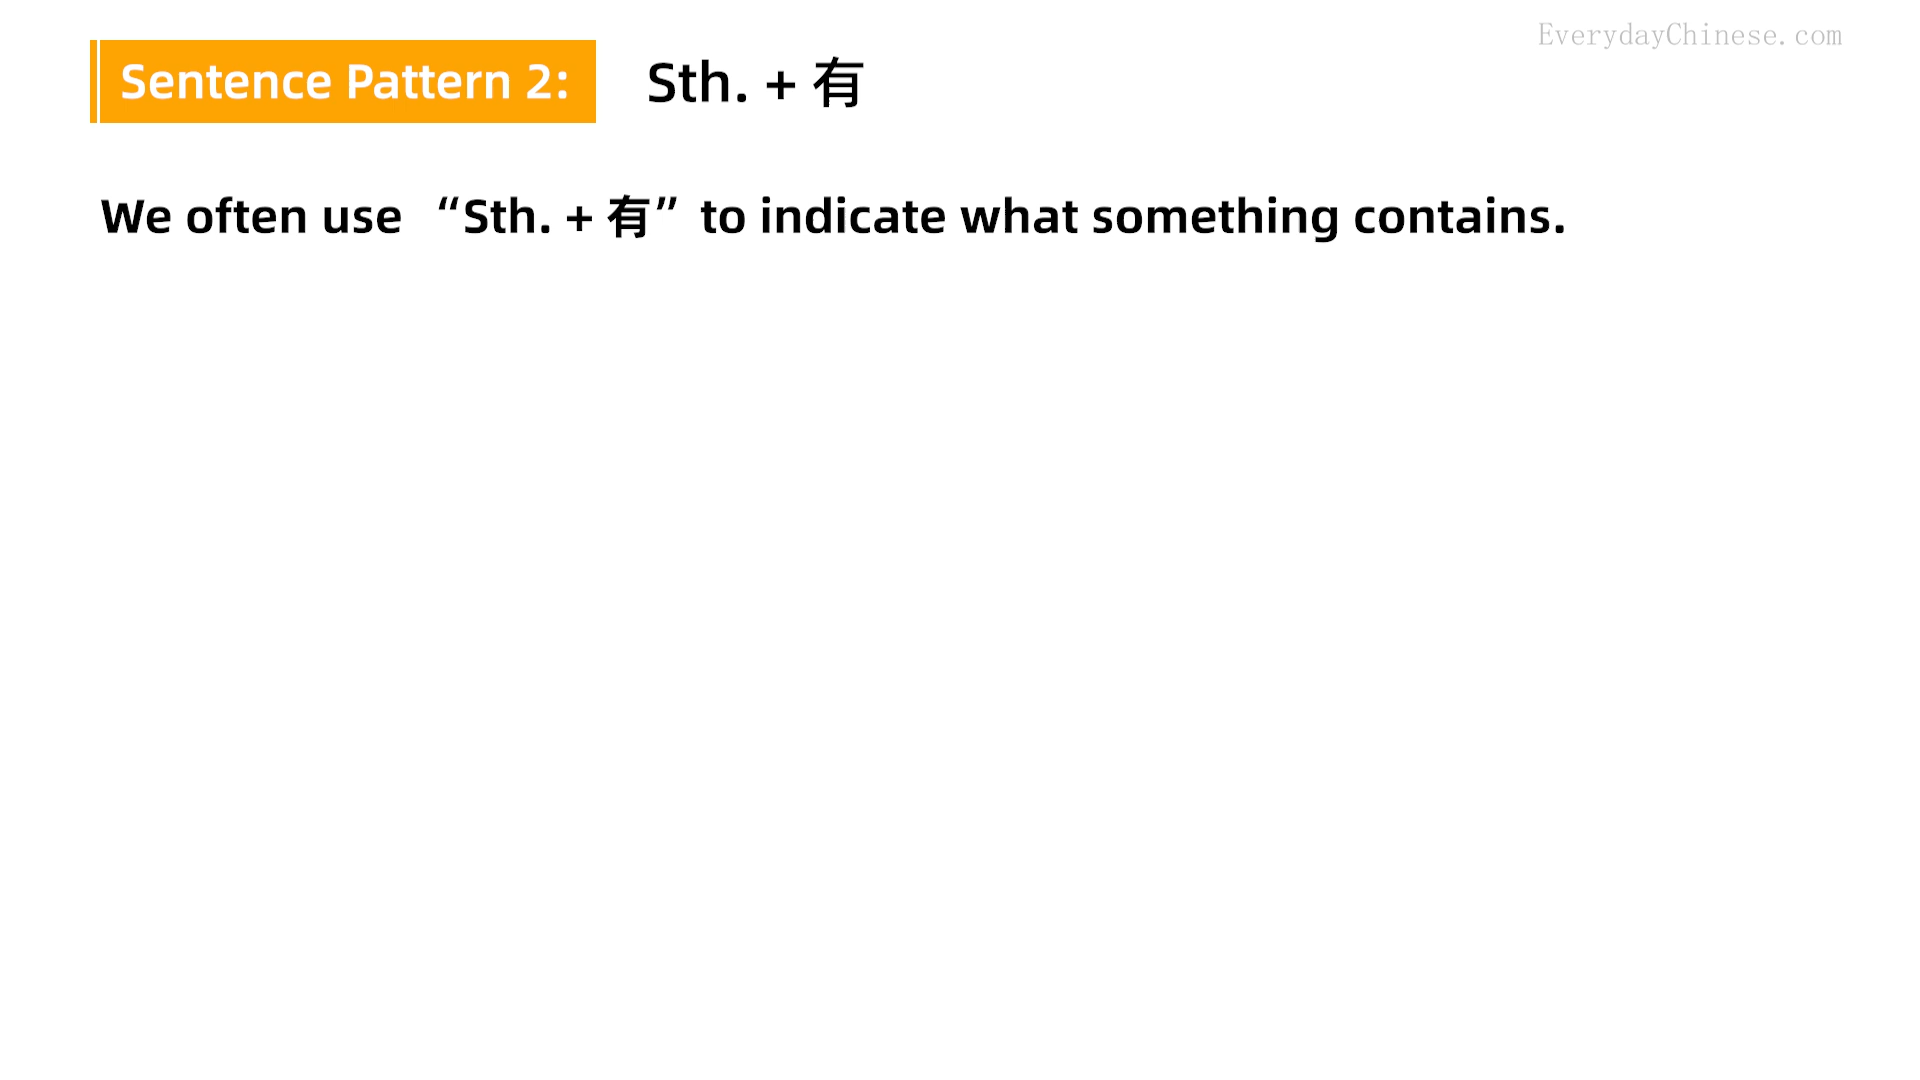 EverydayChinese.com
Sentence Pattern 2: Sth. + 有
We often use “Sth. + 有” to indicate what something contains.